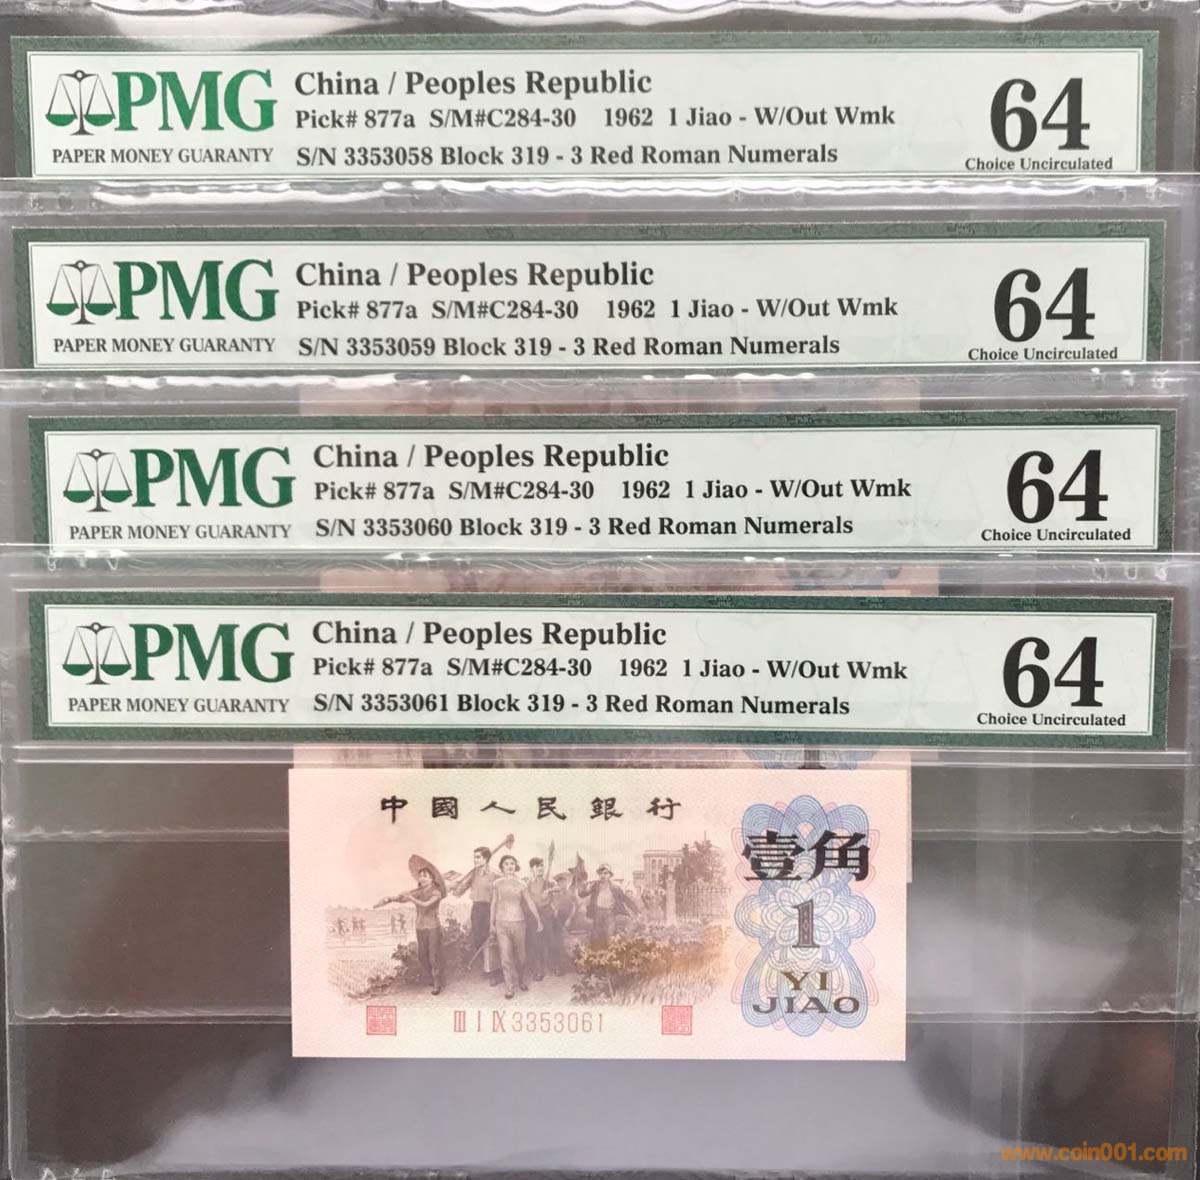 PMG
PAPER MONEY GUARANTY
China / Peoples Republic
Pick# 877a S/M#C284-30 1962 1 Jiao - W/Out Wmk
S/N 3353058 Block 319 - 3 Red Roman Numerals
64
Choice Uncirculated
PMG
PAPER MONEY GUARANTY
China / Peoples Republic
Pick# 877a S/M#C284-30 1962 1 Jiao - W/Out Wmk
S/N 3353059 Block 319 - 3 Red Roman Numerals
64
Choice Uncirculated
PMG
PAPER MONEY GUARANTY
China / Peoples Republic
Pick# 877a S/M#C284-30 1962 1 Jiao - W/Out Wmk
S/N 3353060 Block 319 - 3 Red Roman Numerals
64
Choice Uncirculated
PMG
PAPER MONEY GUARANTY
China / Peoples Republic
Pick# 877a S/M#C284-30 1962 1 Jiao - W/Out Wmk
S/N 3353061 Block 319 - 3 Red Roman Numerals
64
Choice Uncirculated
中國人民銀行
壹角
1
YI
JIAO
III I IX 3353061
www.coin001.com